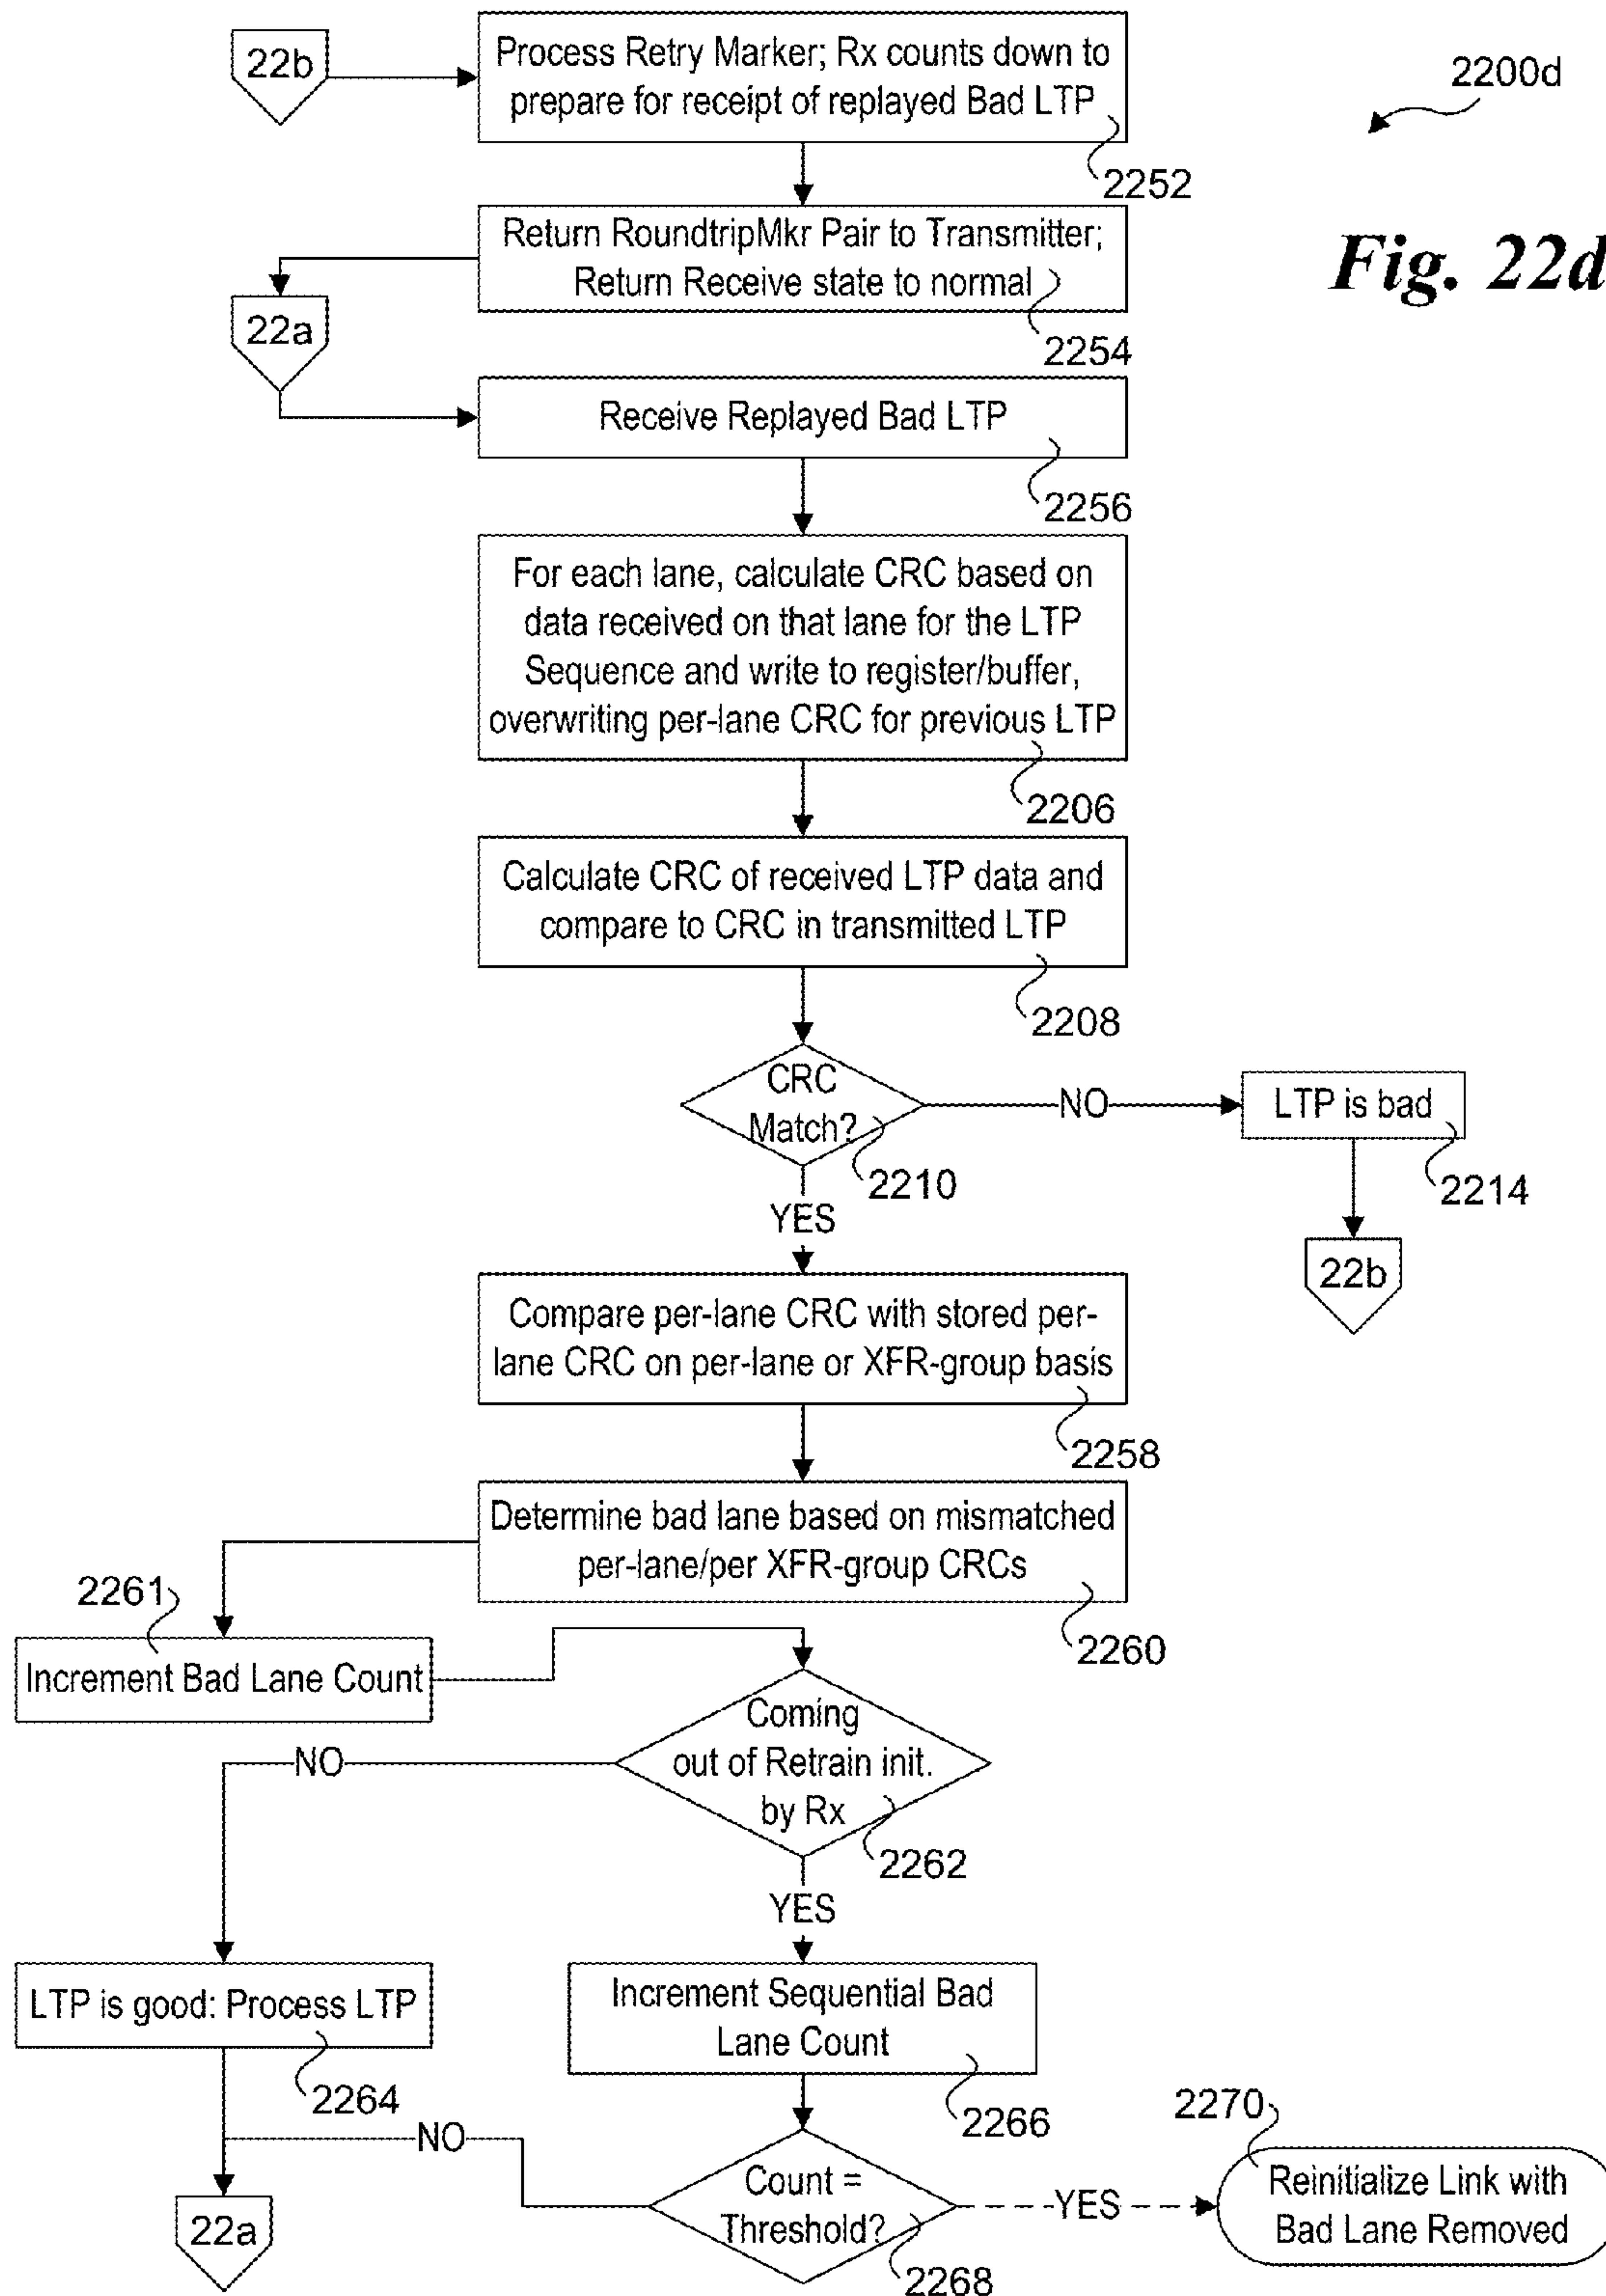 22b
Process Retry Marker; Rx counts down to
prepare for receipt of replayed Bad LTP
2252
2200d
Fig. 22d
Return RoundtripMkr Pair to Transmitter;
Return Receive state to normal
2254
22a
Receive Replayed Bad LTP
2256
For each lane, calculate CRC based on
data received on that lane for the LTP
Sequence and write to register/buffer,
overwriting per-lane CRC for previous LTP
2206
Calculate CRC of received LTP data and
compare to CRC in transmitted LTP
2208
CRC
Match?
2210
NO
LTP is bad
2214
22b
YES
Compare per-lane CRC with stored per-
lane CRC on per-lane or XFR-group basis
2258
Determine bad lane based on mismatched
per-lane/per XFR-group CRCs
2260
2261
Increment Bad Lane Count
Coming
out of Retrain init.
by Rx
2262
NO
YES
LTP is good: Process LTP
2264
Increment Sequential Bad
Lane Count
2266
NO
22a
Count =
Threshold?
2268
YES
2270
Reinitialize Link with
Bad Lane Removed